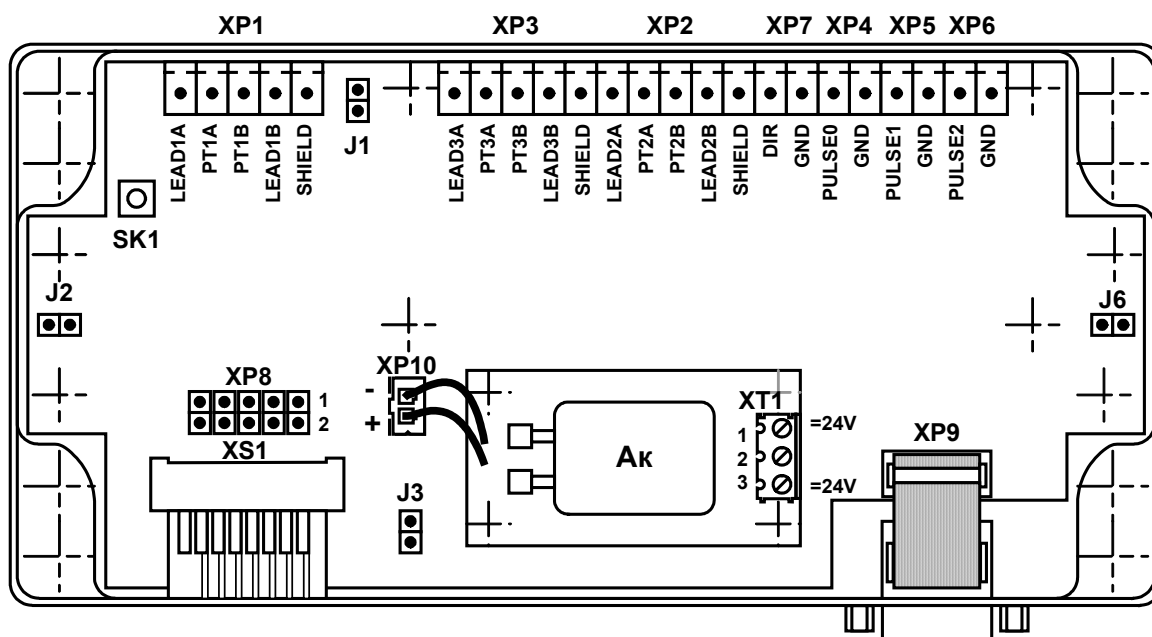 XP1 XP3 XP2 XP7 XP4 XP5 XP6
LEAD1A
PT1A
PT1B
LEAD1B
SHIELD
J1
LEAD3A
PT3A
PT3B
LEAD3B
SHIELD
LEAD2A
PT2A
PT2B
LEAD2B
SHIELD
DIR
GND
PULSE0
GND
PULSE1
GND
PULSE2
GND
SK1
J2
J6
XP8
1
2
XP10
-
+
XS1
J3
Ак
XT1
1
2
3
=24V
=24V
XP9